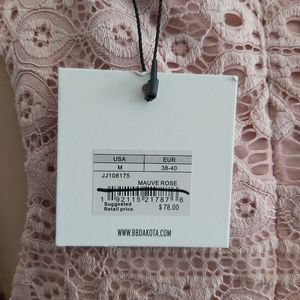 USA EUR
M 38-40
JJ108175
MAUVE ROSE
1 92115 21787 6
Suggested
Retail price $78.00
WWW.BBDAKOTA.COM